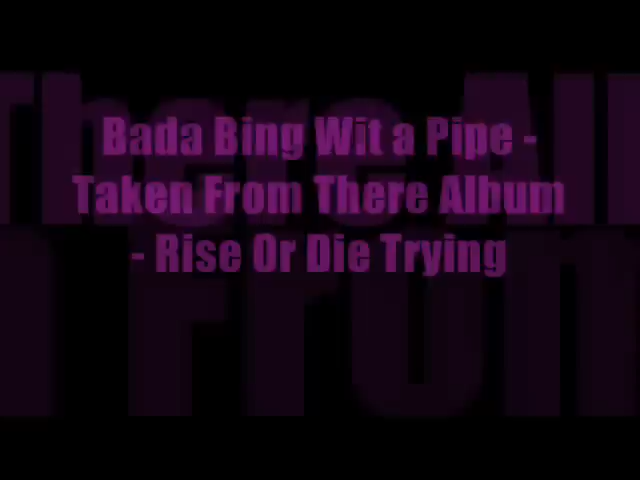 Bada Bing Wit a Pipe -
Taken From There Album
- Rise Or Die Trying